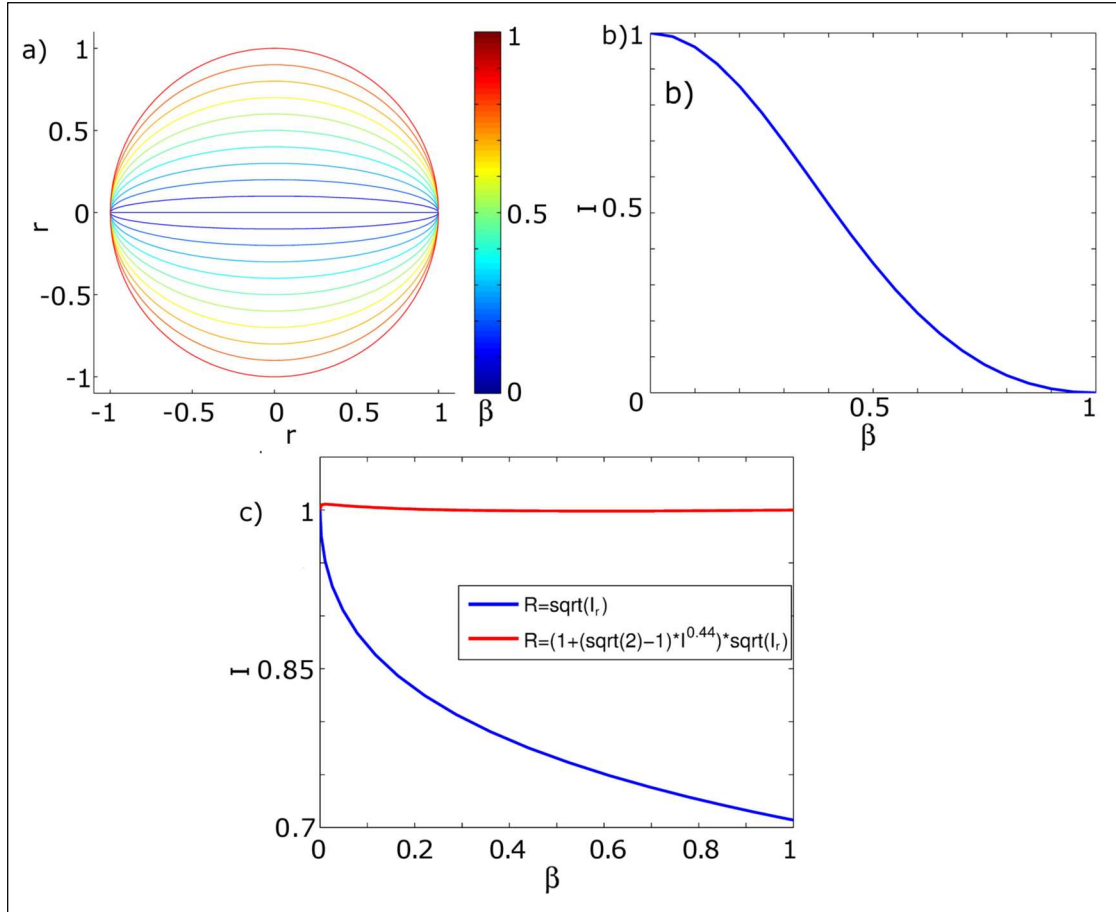 a)
1
0.5
0
-0.5
-1
r
-1 -0.5 0 0.5 1
r
1
0.5
0
β
b) 1
b)
I 0.5
0 0.5 1
β
c) 1
I 0.85
0.7
R=sqrt(I_r)
R=(1+(sqrt(2)−1)*I^0.44)*sqrt(I_r)
0 0.2 0.4 0.6 0.8 1
β